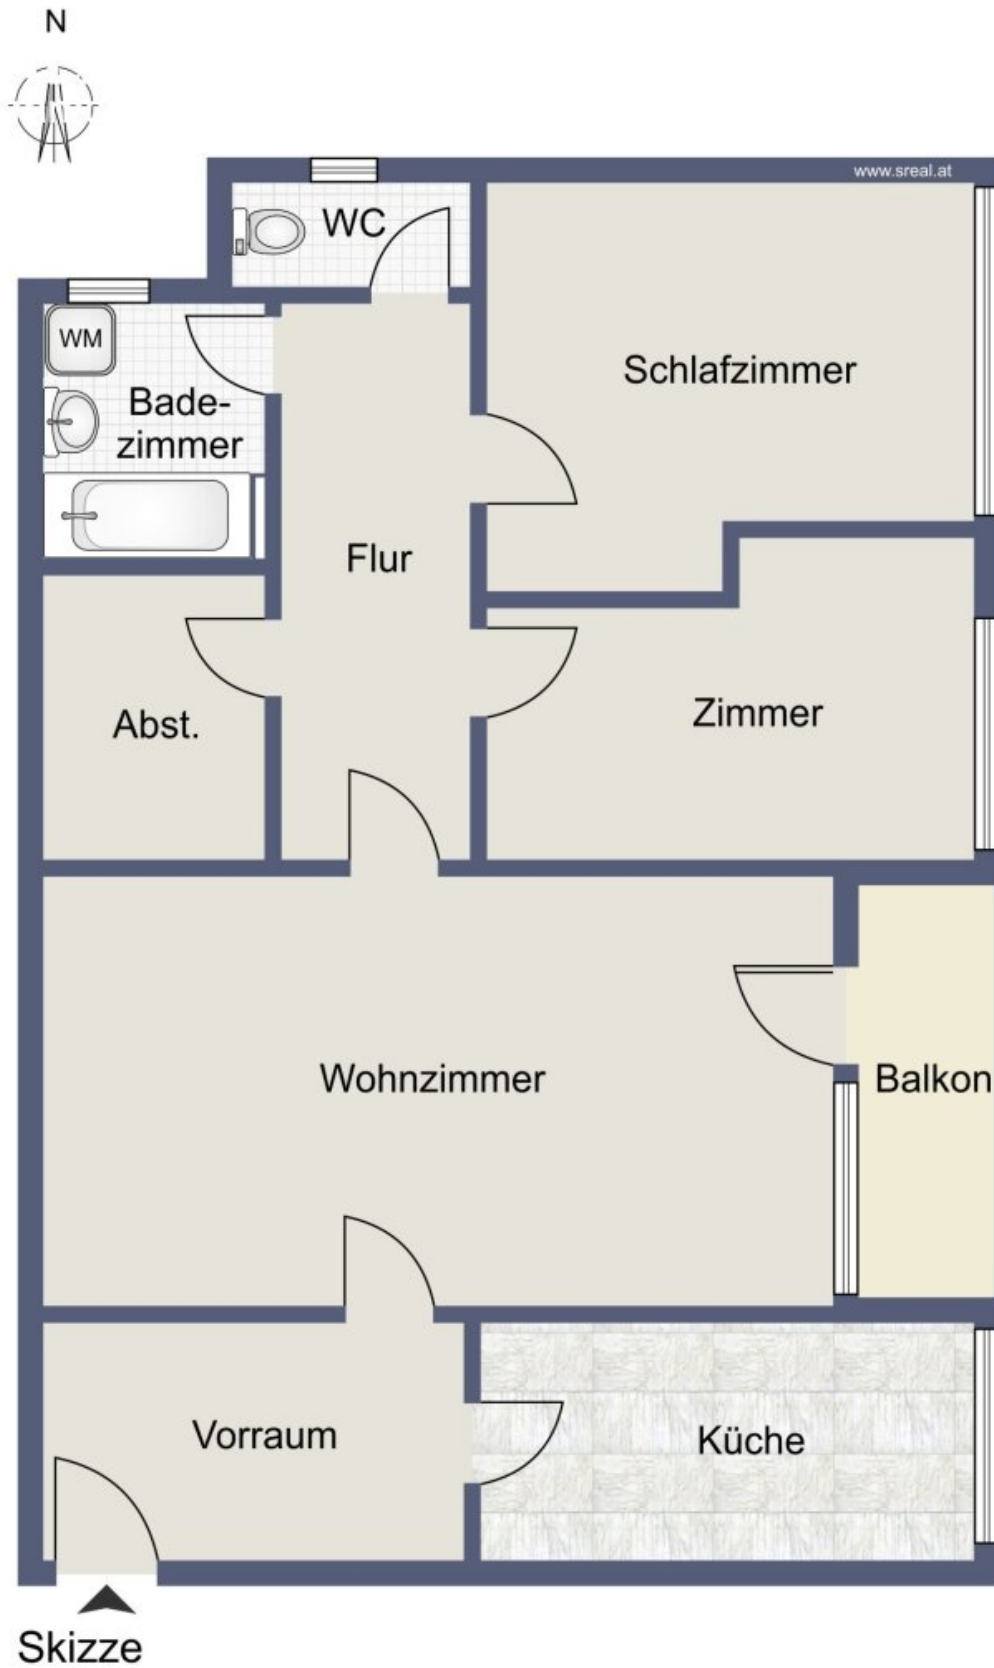 N
www.sreal.at
WC
WM
Schlafzimmer
Bade-
zimmer
Flur
Zimmer
Abst.
Wohnzimmer
Balkon
Vorraum
Küche
Skizze